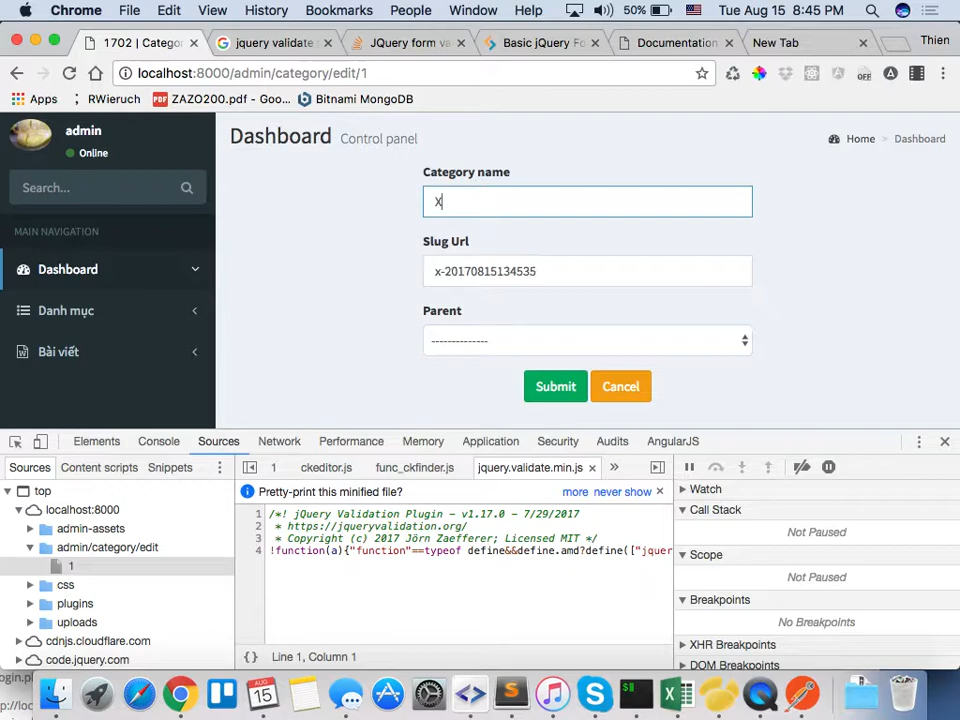 Chrome File Edit View History Bookmarks People Window Help 50% Tue Aug 15 8:45 PM
1702 | Categor jquery validate JQuery form va Basic jQuery Fo Documentation New Tab Thien
localhost:8000/admin/category/edit/1 OFF
Apps RWieruch ZAZO200.pdf - Goo... Bitnami MongoDB
admin
Online
Dashboard Control panel
Home > Dashboard
Search...
MAIN NAVIGATION
Dashboard
Danh mục
Bài viết
Category name
X
Slug Url
x-20170815134535
Parent
--------------
Submit Cancel
Elements Console Sources Network Performance Memory Application Security Audits AngularJS
Sources Content scripts Snippets
1 ckeditor.js func_ckfinder.js jquery.validate.min.js
top
localhost:8000
admin-assets
admin/category/edit
1
css
plugins
uploads
cdnjs.cloudflare.com
code.jquery.com
Pretty-print this minified file? more never show
1 /*! jQuery Validation Plugin - v1.17.0 - 7/29/2017
2 * https://jqueryvalidation.org/
3 * Copyright (c) 2017 Jörn Zaefferer; Licensed MIT */
4 !function(a){"function"==typeof define&&define.amd?define(["jquer
{} Line 1, Column 1
Watch
Call Stack
Not Paused
Scope
Not Paused
Breakpoints
No Breakpoints
XHR Breakpoints
DOM Breakpoints
ogin.pl
p://loc
AUG
15